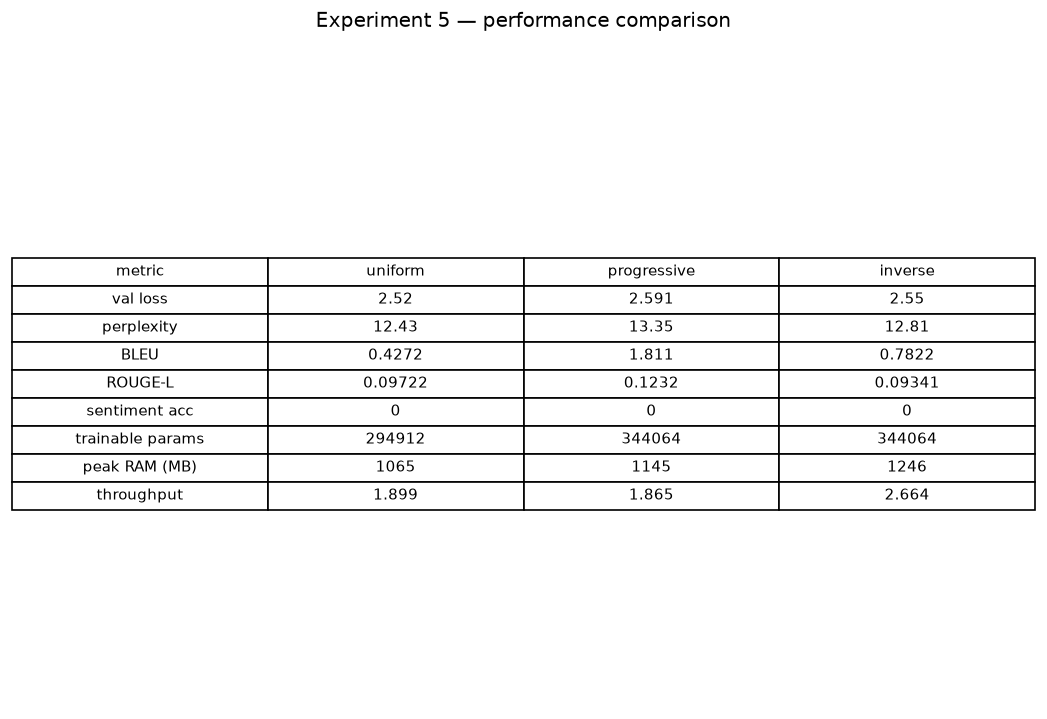 Experiment 5 — performance comparison
metric uniform progressive inverse
val loss 2.52 2.591 2.55
perplexity 12.43 13.35 12.81
BLEU 0.4272 1.811 0.7822
ROUGE-L 0.09722 0.1232 0.09341
sentiment acc 0 0 0
trainable params 294912 344064 344064
peak RAM (MB) 1065 1145 1246
throughput 1.899 1.865 2.664